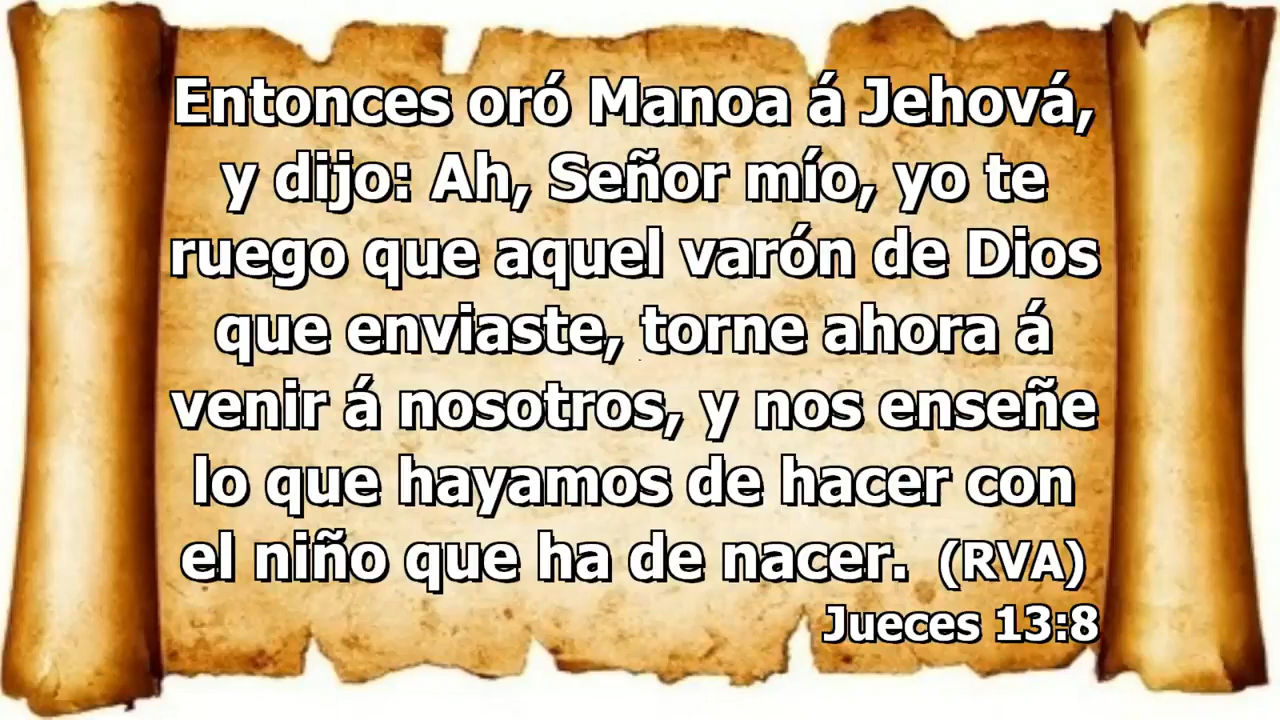 Entonces oró Manoa á Jehová,
y dijo: Ah, Señor mío, yo te
ruego que aquel varón de Dios
que enviaste, torne ahora á
venir á nosotros, y nos enseñe
lo que hayamos de hacer con
el niño que ha de nacer. (RVA)
Jueces 13:8